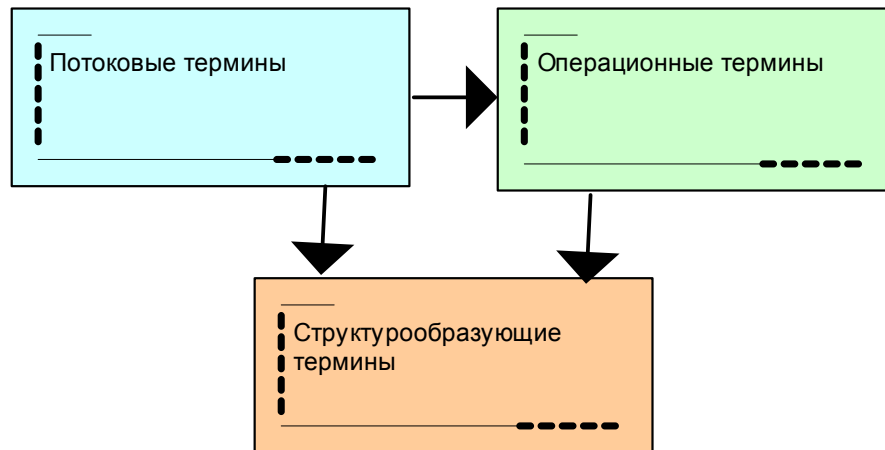 Потоковые термины
Операционные термины
Структурообразующие
термины